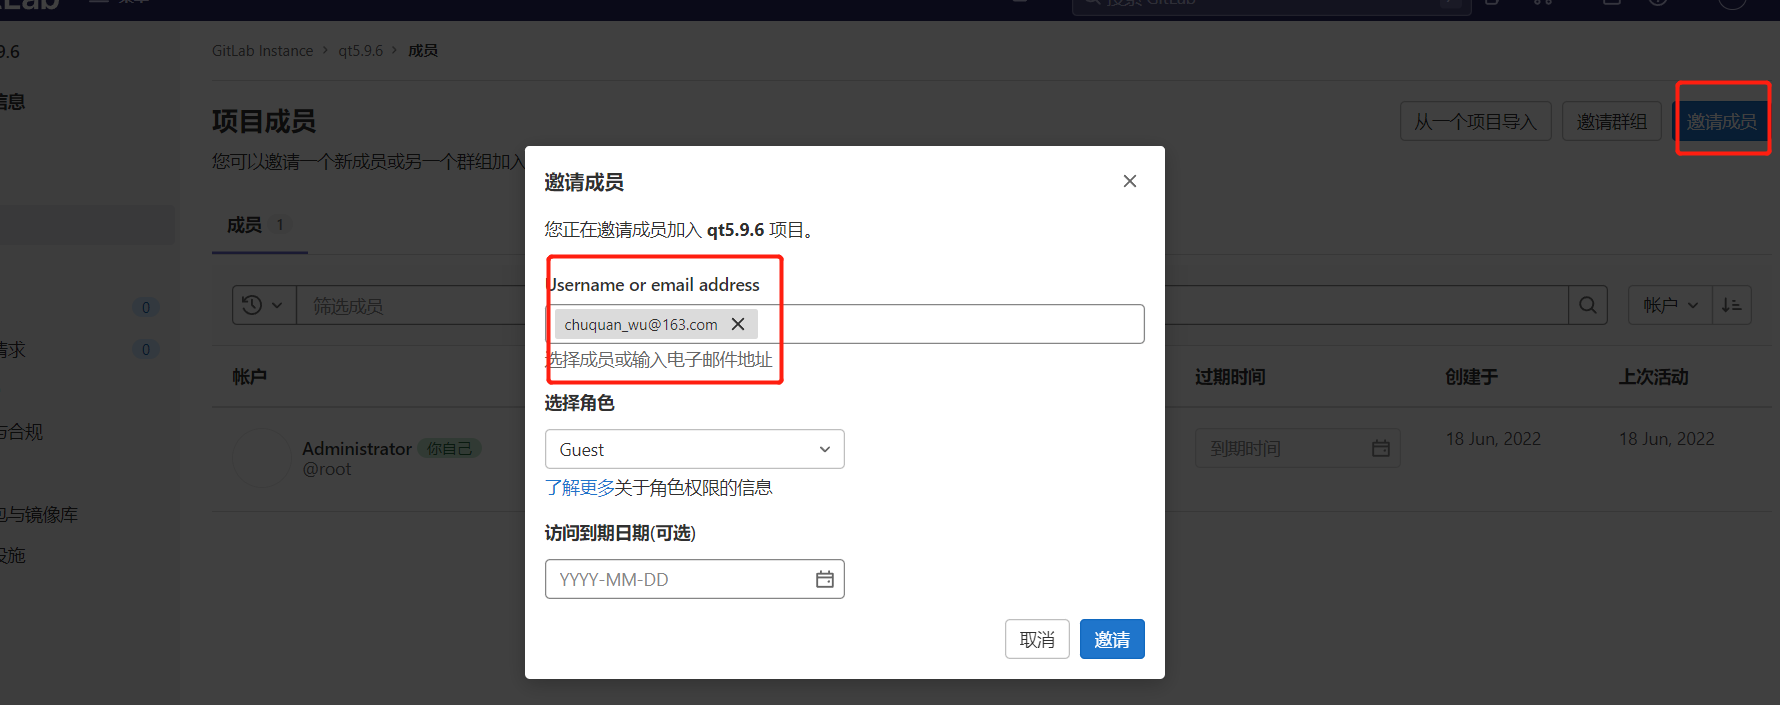 搜索 GitLab
9.6
GitLab Instance › qt5.9.6 › 成员
信息
项目成员
从一个项目导入
邀请群组
邀请成员
您可以邀请一个新成员或另一个群组加入
成员 1
筛选成员
帐户
0
请求 0
帐户
过期时间
创建于
上次活动
与合规
Administrator 你自己
@root
到期时间
18 Jun, 2022
18 Jun, 2022
包与镜像库
设施
邀请成员
您正在邀请成员加入 qt5.9.6 项目。
Username or email address
chuquan_wu@163.com
选择成员或输入电子邮件地址
选择角色
Guest
了解更多关于角色权限的信息
访问到期日期(可选)
YYYY-MM-DD
取消
邀请